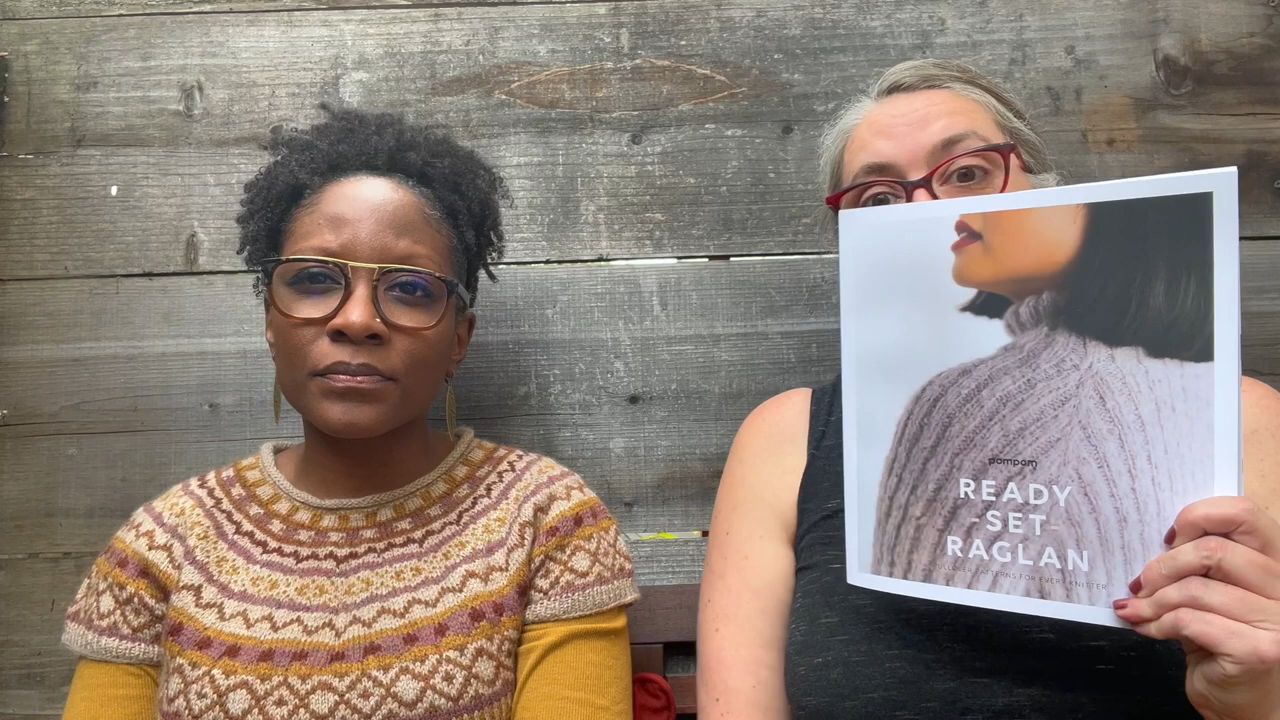 pompom
READY
-SET-
RAGLAN
PULLOVER PATTERNS FOR EVERY KNITTER